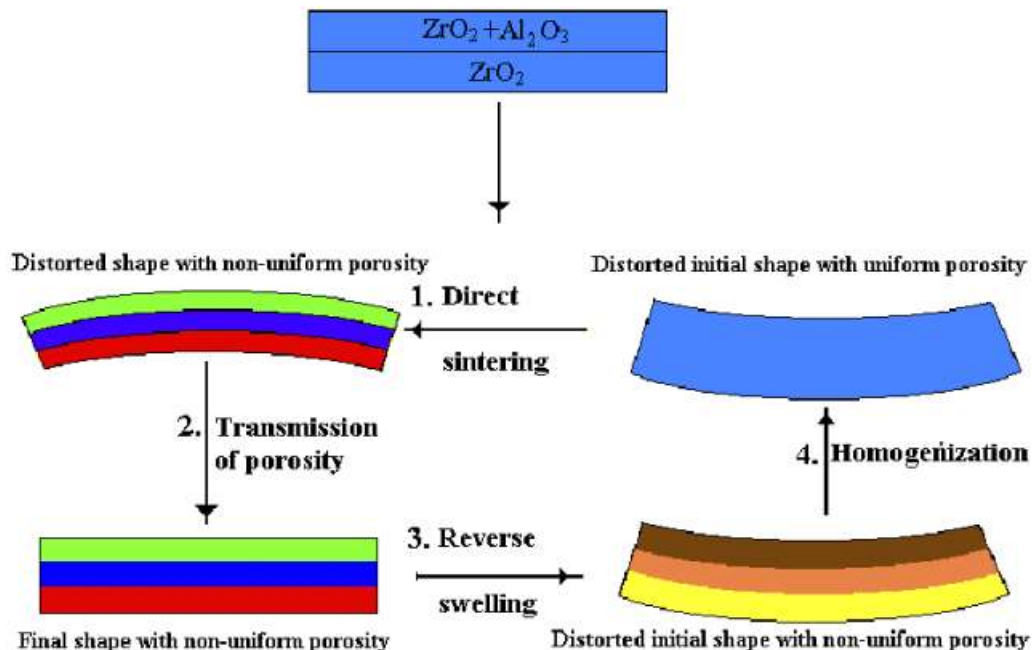 ZrO₂+Al₂O₃
ZrO₂
Distorted shape with non-uniform porosity
Distorted initial shape with uniform porosity
1. Direct
sintering
2. Transmission
of porosity
4. Homogenization
3. Reverse
swelling
Final shape with non-uniform porosity
Distorted initial shape with non-uniform porosity